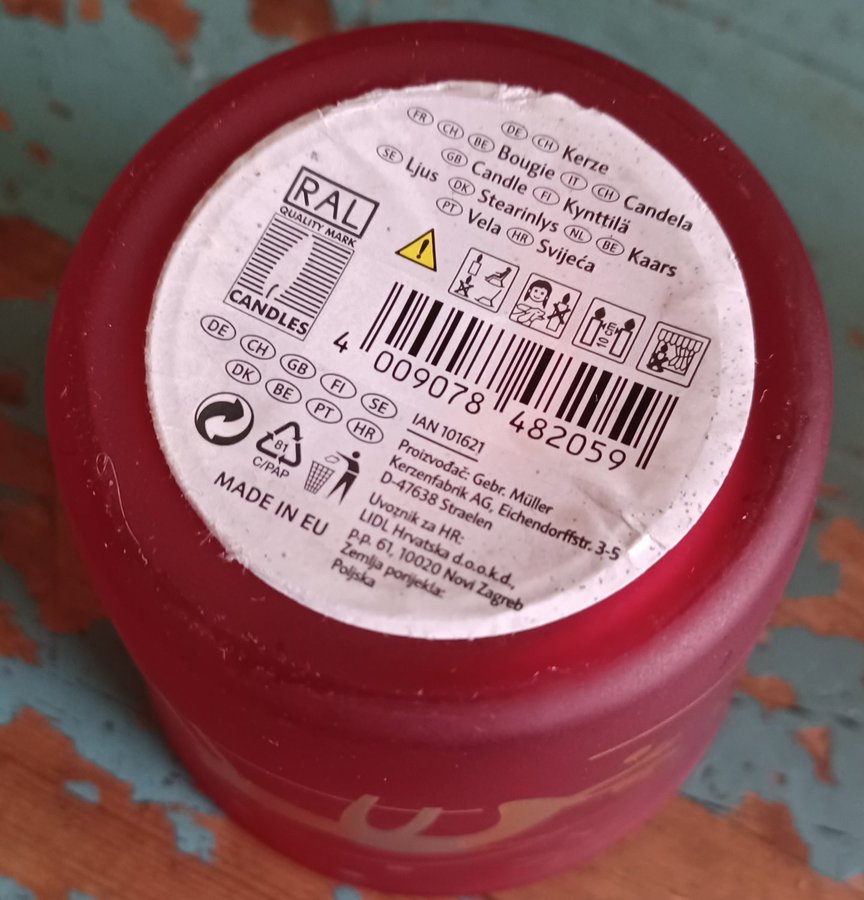 DE CH Kerze
FR CH BE Bougie IT CH Candela
GB Candle FI Kynttilä
SE Ljus DK Stearinlys NL BE Kaars
PT Vela HR Svijeća
RAL
QUALITY MARK
CANDLES
10 cm
4 009078 482059
DE CH GB FI SE
DK BE PT HR
81
C/PAP
MADE IN EU
IAN 101621
Proizvođač: Gebr. Müller
Kerzenfabrik AG, Eichendorffstr. 3-5
D-47638 Straelen
Uvoznik za HR:
LIDL Hrvatska d.o.o.k.d.,
p.p. 61, 10020 Novi Zagreb
Zemlja porijekla:
Poljska